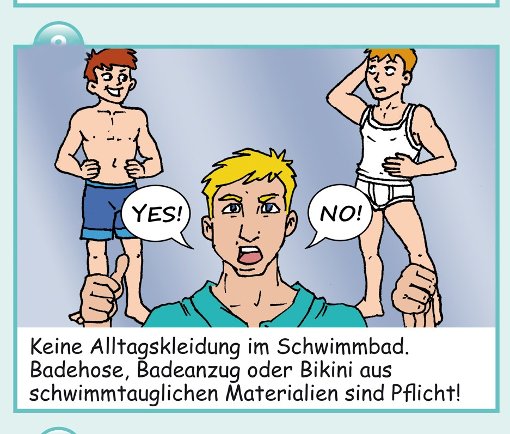 YES!
NO!
Keine Alltagskleidung im Schwimmbad.
Badehose, Badeanzug oder Bikini aus
schwimmtauglichen Materialien sind Pflicht!